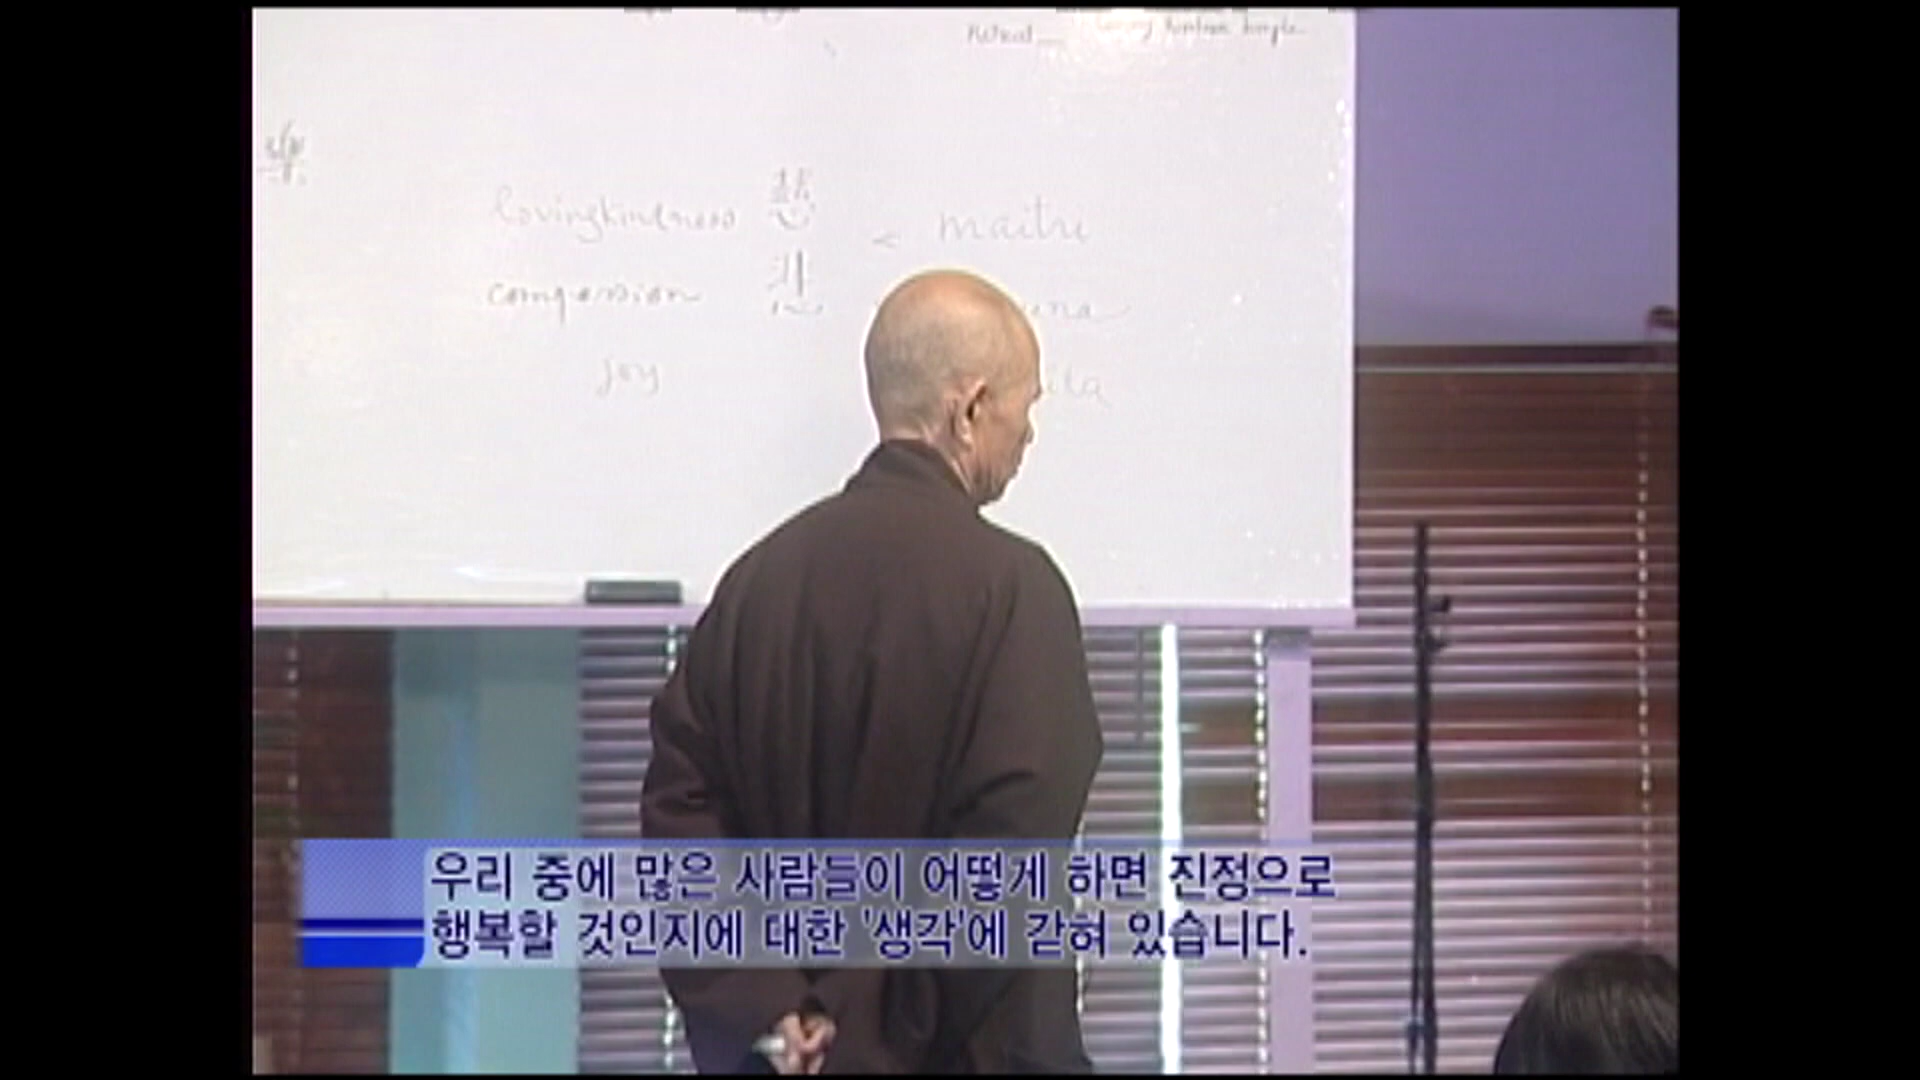 lovingkindness 慈 < maitri
compassion 悲 una
joy ita
우리 중에 많은 사람들이 어떻게 하면 진정으로
행복할 것인지에 대한 '생각'에 갇혀 있습니다.